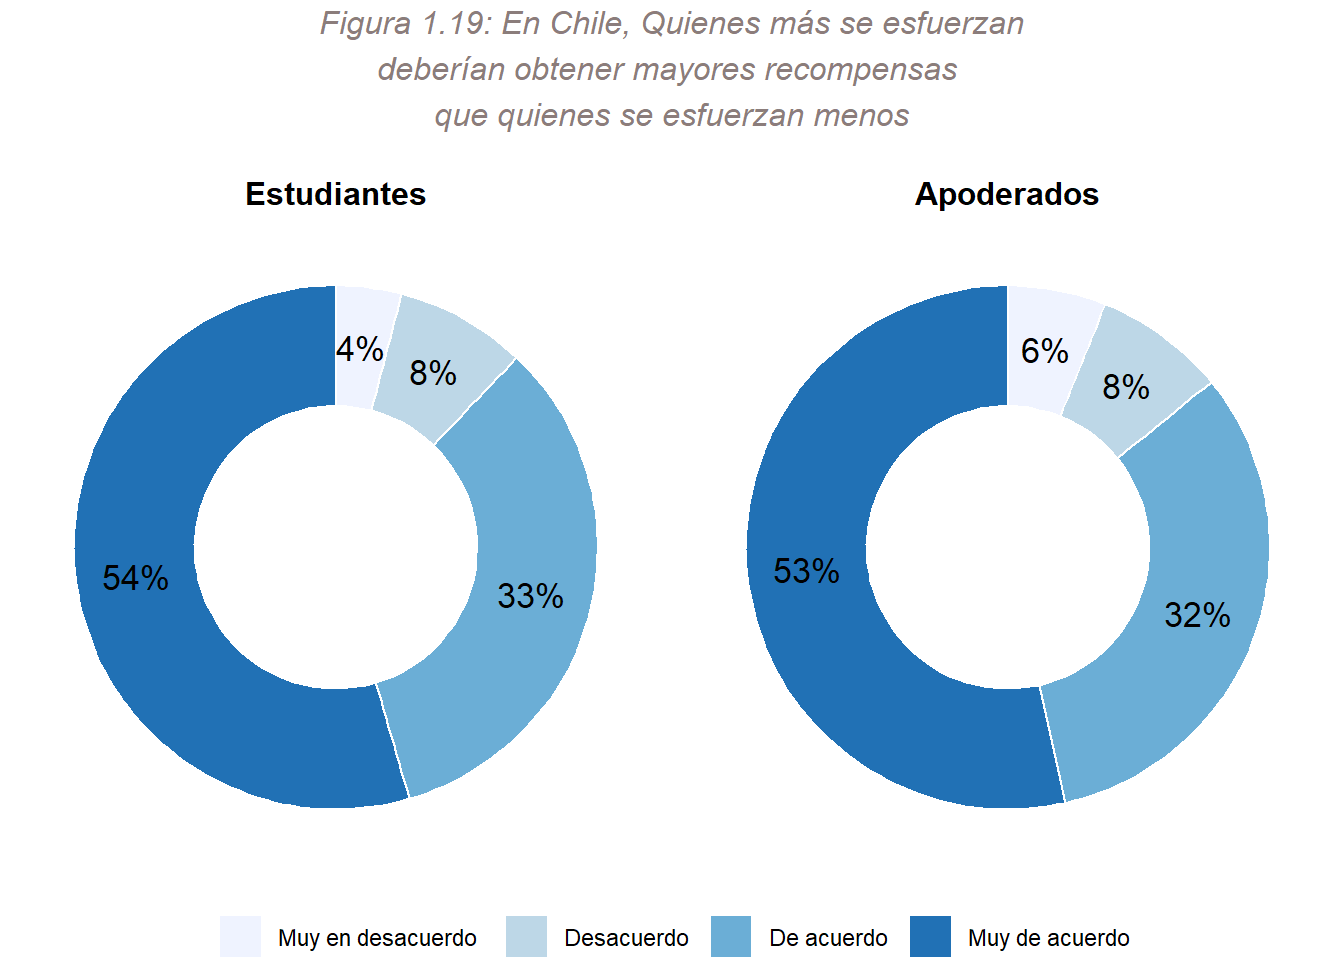 Figura 1.19: En Chile, Quienes más se esfuerzan
deberían obtener mayores recompensas
que quienes se esfuerzan menos
Estudiantes
4%
8%
33%
54%
Apoderados
6%
8%
32%
53%
Muy en desacuerdo
Desacuerdo
De acuerdo
Muy de acuerdo